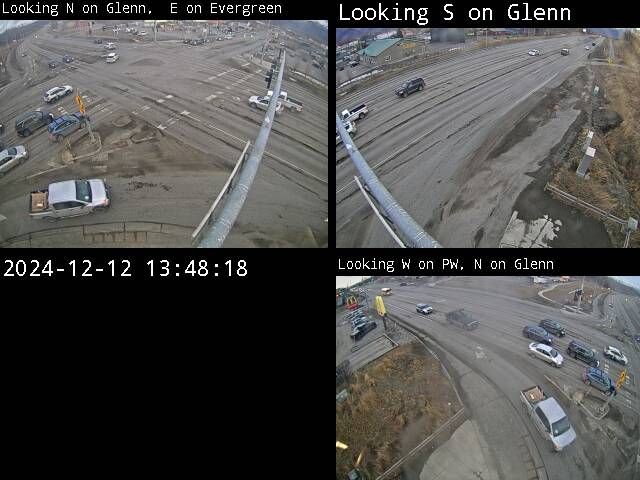 Looking N on Glenn,  E on Evergreen
Looking S on Glenn
2024-12-12 13:48:18
Looking W on PW, N on Glenn